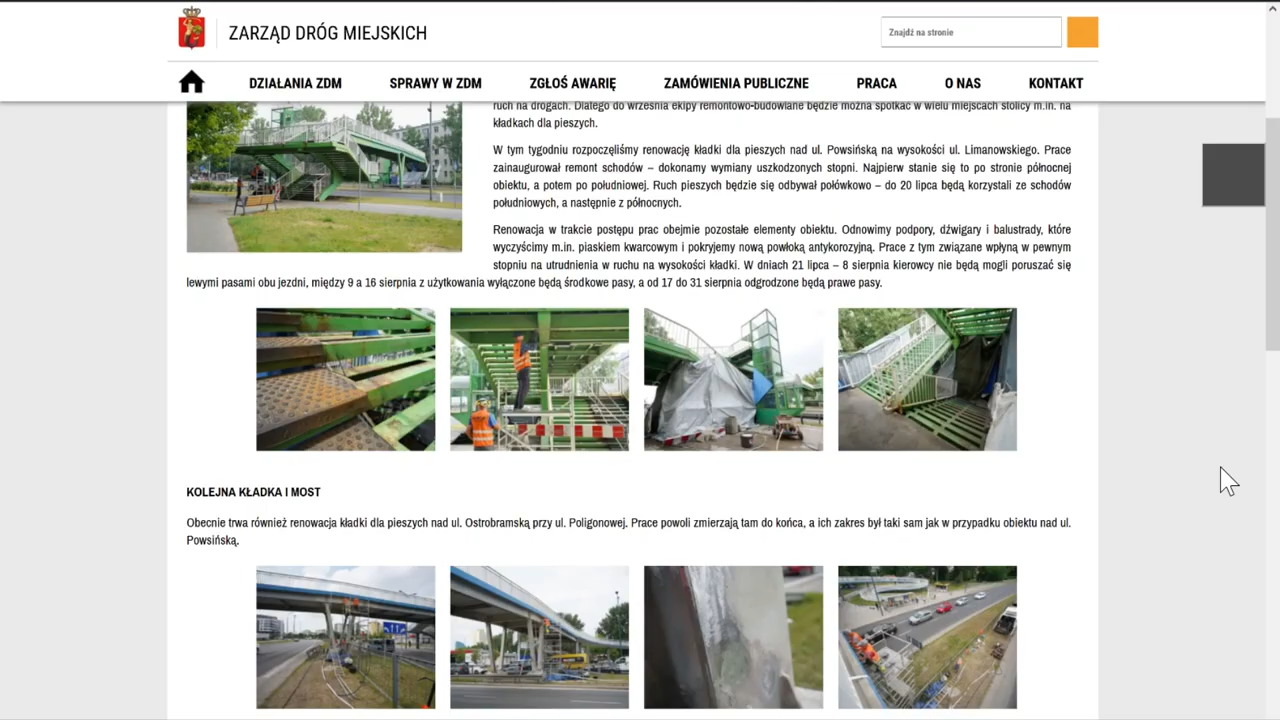 ZARZĄD DRÓG MIEJSKICH
Znajdź na stronie
DZIAŁANIA ZDM
SPRAWY W ZDM
ZGŁOŚ AWARIĘ
ZAMÓWIENIA PUBLICZNE
PRACA
O NAS
KONTAKT
ruch na drogach. Dlatego do września ekipy remontowo-budowlane będzie można spotkać w wielu miejscach stolicy m.in. na
kładkach dla pieszych.
W tym tygodniu rozpoczęliśmy renowację kładki dla pieszych nad ul. Powsińską na wysokości ul. Limanowskiego. Prace
zainaugurował remont schodów – dokonamy wymiany uszkodzonych stopni. Najpierw stanie się to po stronie północnej
obiektu, a potem po południowej. Ruch pieszych będzie się odbywał połówkowo – do 20 lipca będą korzystali ze schodów
południowych, a następnie z północnych.
Renowacja w trakcie postępu prac obejmie pozostałe elementy obiektu. Odnowimy podpory, dźwigary i balustrady, które
wyczyścimy m.in. piaskiem kwarcowym i pokryjemy nową powłoką antykorozyjną. Prace z tym związane wpłyną w pewnym
stopniu na utrudnienia w ruchu na wysokości kładki. W dniach 21 lipca – 8 sierpnia kierowcy nie będą mogli poruszać się
lewymi pasami obu jezdni, między 9 a 16 sierpnia z użytkowania wyłączone będą środkowe pasy, a od 17 do 31 sierpnia odgrodzone będą prawe pasy.
KOLEJNA KŁADKA I MOST
Obecnie trwa również renowacja kładki dla pieszych nad ul. Ostrobramską przy ul. Poligonowej. Prace powoli zmierzają tam do końca, a ich zakres był taki sam jak w przypadku obiektu nad ul.
Powsińską.